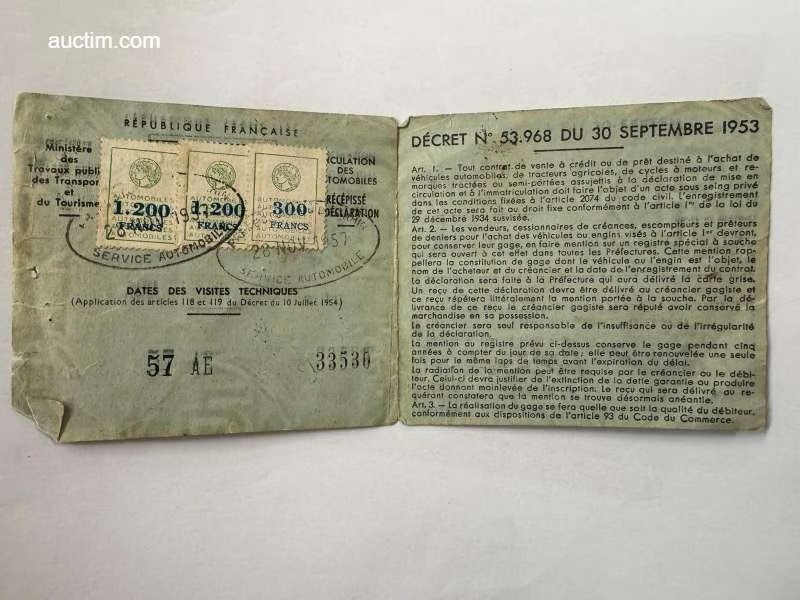 auctim.com
RÉPUBLIQUE FRANÇAISE
Ministère
des
Travaux publi
des Transpor
et
du Tourisme
CULATION
DES
TOMOBILES
RÉCÉPISSÉ
DÉCLARATION
AUTOMOBILES
1.200
FRANCS
1.200
FRANCS
300
FRANCS
28 NOV 1957
SERVICE AUTOMOBILE
SERVICE AUTOMOBILE
DATES DES VISITES TECHNIQUES
(Application des articles 118 et 119 du Décret du 10 Juillet 1954)
57 AE 33530
DÉCRET N° 53.968 DU 30 SEPTEMBRE 1953
Art. 1. — Tout contrat de vente à crédit ou de prêt destiné à l'achat de
véhicules automobiles, de tracteurs agricoles, de cycles à moteurs et re-
morques tractées ou semi-portées assujetis à la déclaration de mise en
circulation et à l'immatriculation doit faire l'objet d'un acte sous seing privé
dans les conditions fixées à l'article 2074 du code civil. L'enregistrement
de cet acte sera fait au droit fixe conformément à l'article 1er de la loi du
29 décembre 1934 susvisée.
Art. 2. — Les vendeurs, cessionnaires de créances, escompteurs et prêteurs
de deniers pour l'achat des véhicules ou engins visés à l'article 1er devront,
pour conserver leur gage, en faire mention sur un registre spécial à souche
qui sera ouvert à cet effet dans toutes les Préfectures. Cette mention rap-
pellera la constitution de gage dont le véhicule ou l'engin est l'objet, le
nom de l'acheteur et du créancier et la date de l'enregistrement du contrat.
La déclaration sera faite à la Préfecture qui aura délivré la carte grise.
Un reçu de cette déclaration devra être délivré au créancier gagiste et
ce reçu répètera littéralement la mention portée à la souche. Par la dé-
livrance de ce reçu le créancier gagiste sera réputé avoir conservé la
marchandise en sa possession.
Le créancier sera seul responsable de l'insuffisance ou de l'irrégularité
de la déclaration.
La mention au registre prévu ci-dessus conserve le gage pendant cinq
années à compter du jour de sa date ; elle peut être renouvelée une seule
fois pour le même laps de temps avant l'expiration du délai.
La radiation de la mention peut être requise par le créancier ou le débi-
teur. Celui-ci devra justifier de l'extinction de la dette garantie ou produire
l'acte donnant mainlevée de l'inscription. Le reçu qui sera délivré au re-
quérant constatera que la mention se trouve désormais anéantie.
Art. 3. — La réalisation du gage se fera quelle que soit la qualité du débiteur,
conformément aux dispositions de l'article 93 du Code du Commerce.